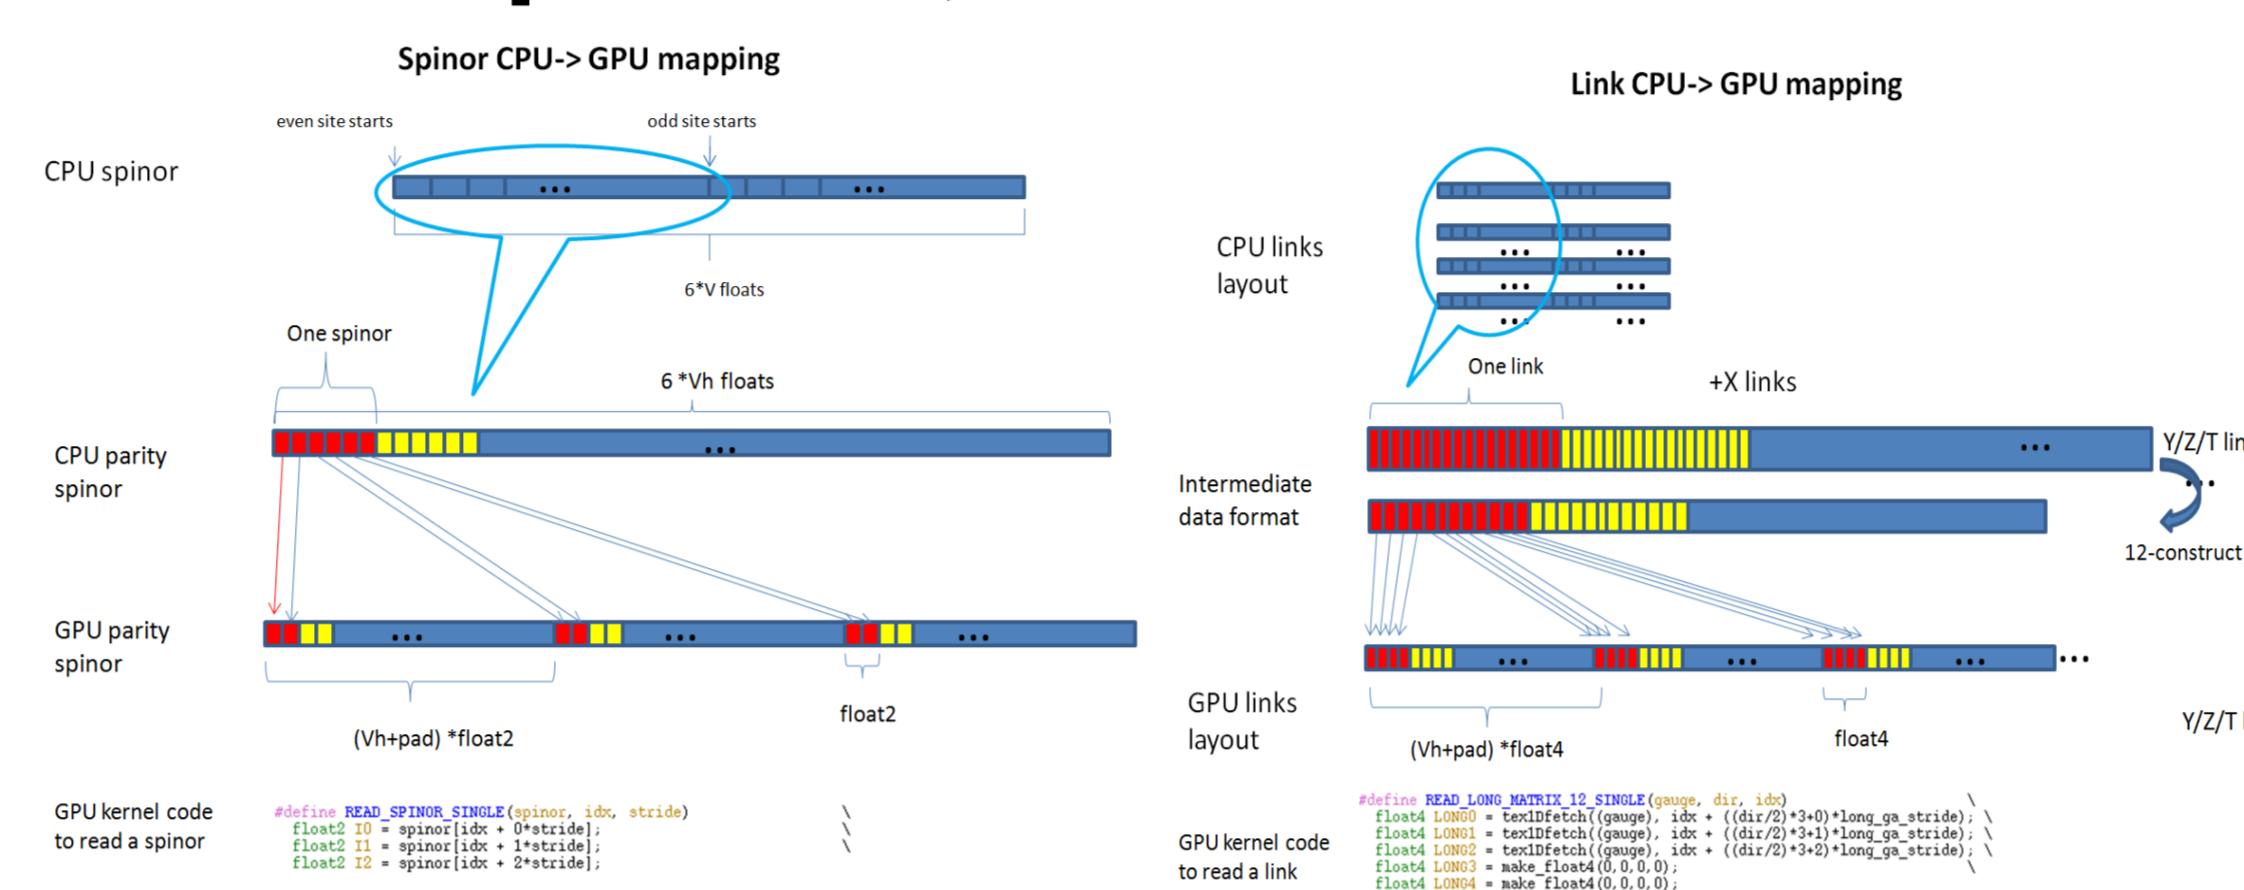 Spinor CPU-> GPU mapping
even site starts
odd site starts
CPU spinor
6*V floats
One spinor
6 *Vh floats
CPU parity
spinor
GPU parity
spinor
float2
(Vh+pad) *float2
GPU kernel code
to read a spinor
#define READ_SPINOR_SINGLE(spinor, idx, stride) \
float2 I0 = spinor[idx + 0*stride]; \
float2 I1 = spinor[idx + 1*stride]; \
float2 I2 = spinor[idx + 2*stride];
Link CPU-> GPU mapping
CPU links
layout
One link
+X links
Y/Z/T lin
Intermediate
data format
12-construct
GPU links
layout
Y/Z/T
(Vh+pad) *float4
float4
GPU kernel code
to read a link
#define READ_LONG_MATRIX_12_SINGLE(gauge, dir, idx) \
float4 LONG0 = tex1Dfetch((gauge), idx + ((dir/2)*3+0)*long_ga_stride); \
float4 LONG1 = tex1Dfetch((gauge), idx + ((dir/2)*3+1)*long_ga_stride); \
float4 LONG2 = tex1Dfetch((gauge), idx + ((dir/2)*3+2)*long_ga_stride); \
float4 LONG3 = make_float4(0,0,0,0); \
float4 LONG4 = make_float4(0,0,0,0);